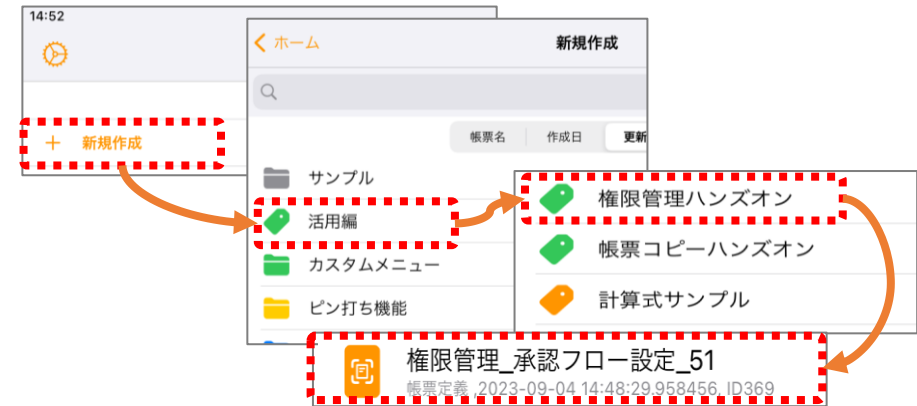 14:52
＋ 新規作成
ホーム
新規作成
帳票名 作成日 更新
サンプル
活用編
カスタムメニュー
ピン打ち機能
権限管理ハンズオン
帳票コピーハンズオン
計算式サンプル
権限管理_承認フロー設定_51
帳票定義 ,2023-09-04 14:48:29.958456, ID369